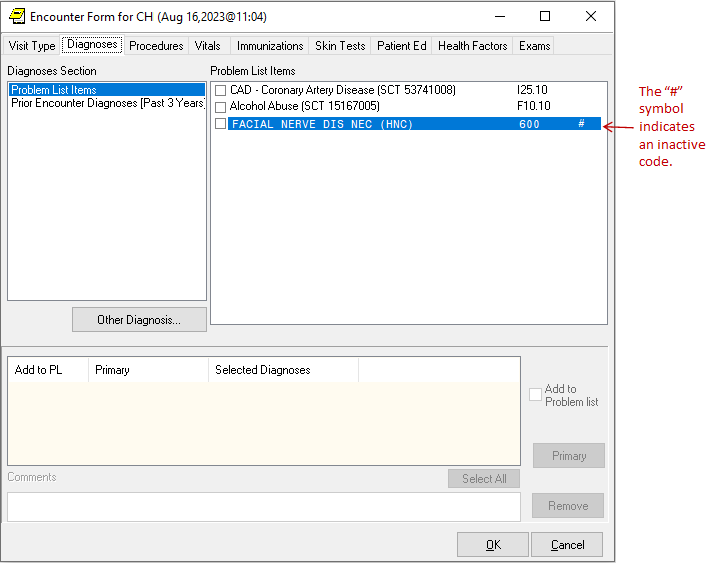 Encounter Form for CH (Aug 16,2023@11:04)
Visit Type Diagnoses Procedures Vitals Immunizations Skin Tests Patient Ed Health Factors Exams
Diagnoses Section
Problem List Items
Prior Encounter Diagnoses [Past 3 Years]
Other Diagnosis...
Problem List Items
CAD - Coronary Artery Disease (SCT 53741008) I25.10
Alcohol Abuse (SCT 15167005) F10.10
FACIAL NERVE DIS NEC (HNC) 600 #
The “#”
symbol
indicates
an inactive
code.
Add to PL Primary Selected Diagnoses
Add to
Problem list
Primary
Comments
Select All
Remove
OK Cancel